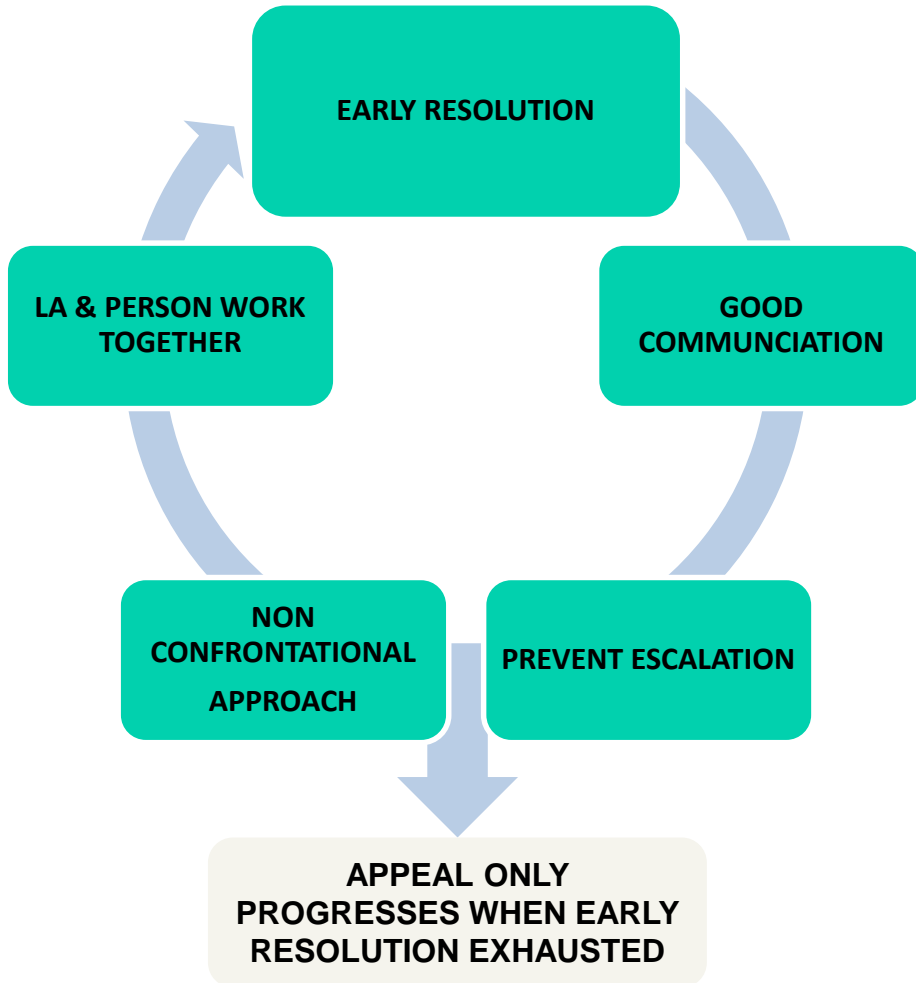 EARLY RESOLUTION
GOOD
COMMUNCIATION
PREVENT ESCALATION
NON
CONFRONTATIONAL
APPROACH
LA & PERSON WORK
TOGETHER
APPEAL ONLY
PROGRESSES WHEN EARLY
RESOLUTION EXHAUSTED